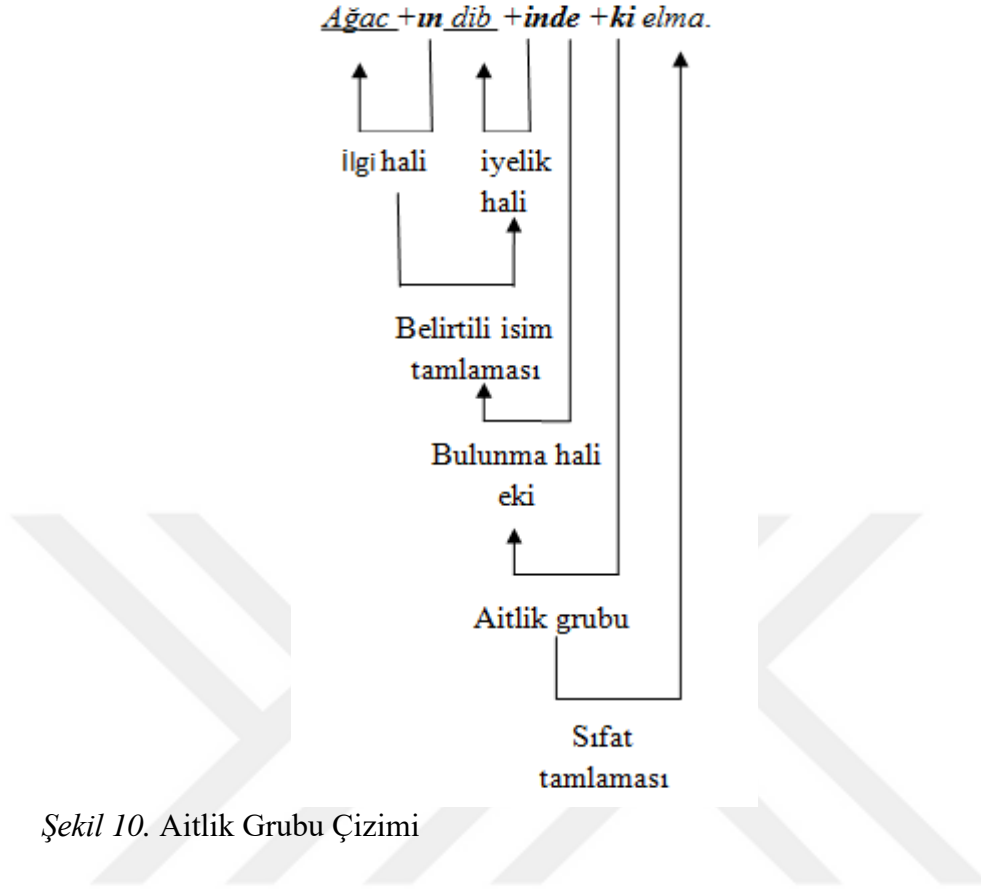 Ağac +ın dib +inde +ki elma.
İlgi hali
iyelik
hali
Belirtili isim
tamlaması
Bulunma hali
eki
Aitlik grubu
Sıfat
tamlaması
Şekil 10. Aitlik Grubu Çizimi